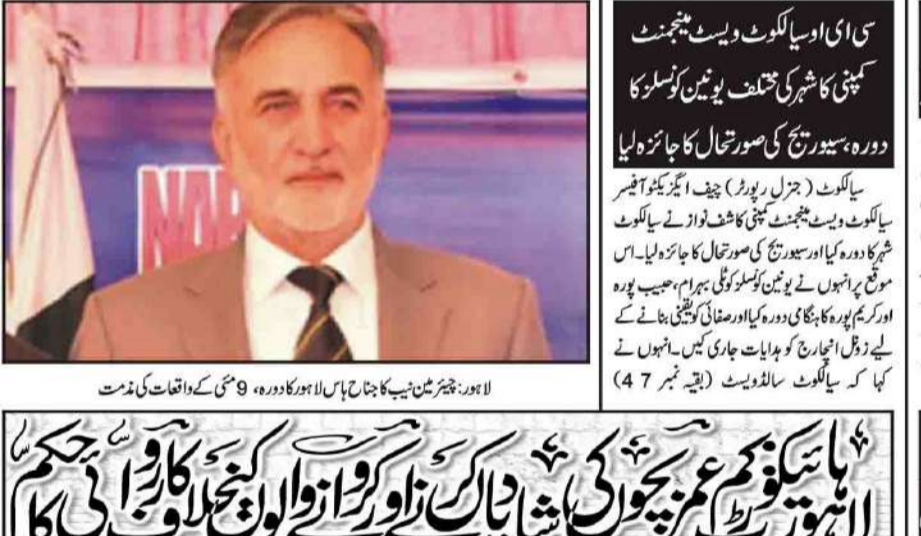 سی ای او سیالکوٹ ویسٹ مینجمنٹ
کمپنی کا شہر کی مختلف یونین کونسلز کا
دورہ، سیوریج کی صورتحال کا جائزہ لیا
سیالکوٹ (جنرل رپورٹر) چیف ایگزیکٹو آفیسر
سیالکوٹ ویسٹ مینجمنٹ کمپنی کاشف نواز نے سیالکوٹ
شہر کا دورہ کیا اور سیوریج کی صورتحال کا جائزہ لیا۔ اس
موقع پر انہوں نے یونین کونسلز کوٹلی بہرام، حبیب پورہ
اور کریم پورہ کا ہنگامی دورہ کیا اور صفائی کو یقینی بنانے کے
لیے زونل انچارج کو ہدایات جاری کیں۔ انہوں نے
کہا کہ سیالکوٹ سالڈ ویسٹ (بقیہ نمبر 47)
NAB
لاہور: چیئرمین نیب کا جناح ہاس لاہور کا دورہ، 9 مئی کے واقعات کی مذمت
لاہور ہائیکورٹ کم عمر بچوں کی شادیاں کرنے اور کروانے والوں کیخلاف کارروائی کا حکم